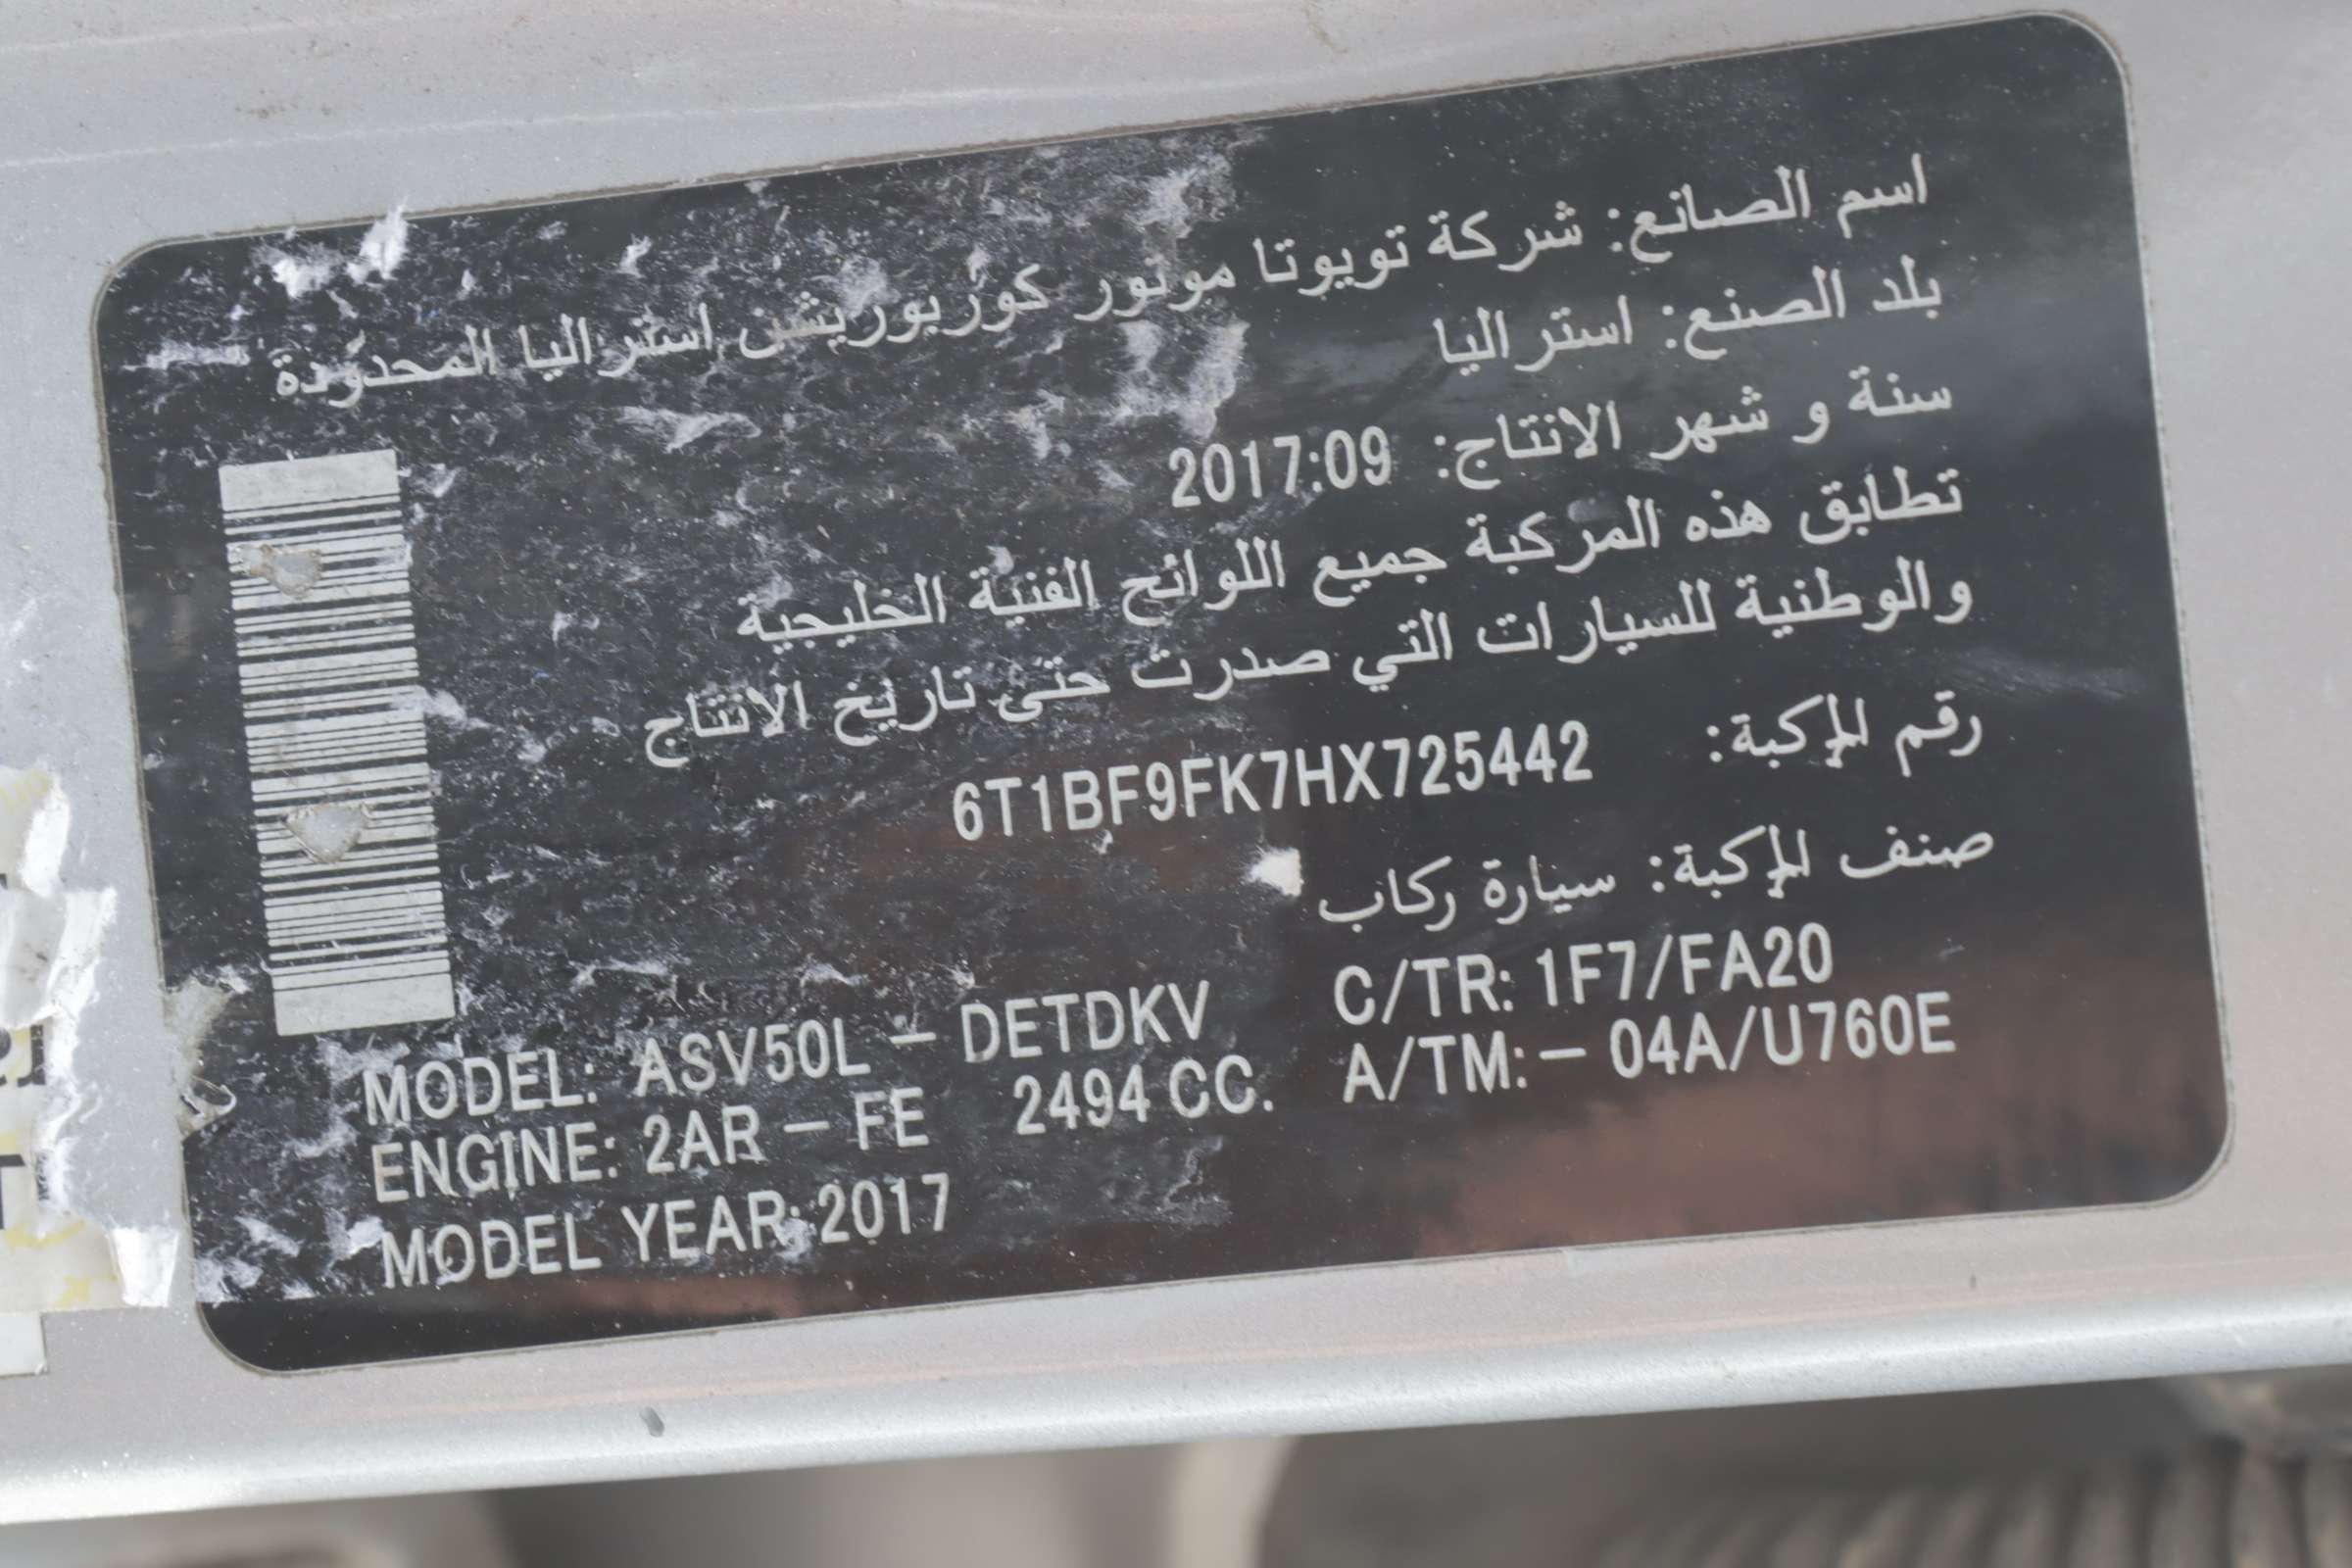 اسم الصانع: شركة تويوتا موتور كوربوريشن استراليا المحدودة
بلد الصنع: استراليا
سنة و شهر الانتاج: 2017:09
تطابق هذه المركبة جميع اللوائح الفنية الخليجية
والوطنية للسيارات التي صدرت حتى تاريخ الانتاج
رقم المركبة: 6T1BF9FK7HX725442
صنف المركبة: سيارة ركاب
MODEL: ASV50L - DETDKV C/TR: 1F7/FA20
ENGINE: 2AR - FE 2494 CC. A/TM: - 04A/U760E
MODEL YEAR: 2017